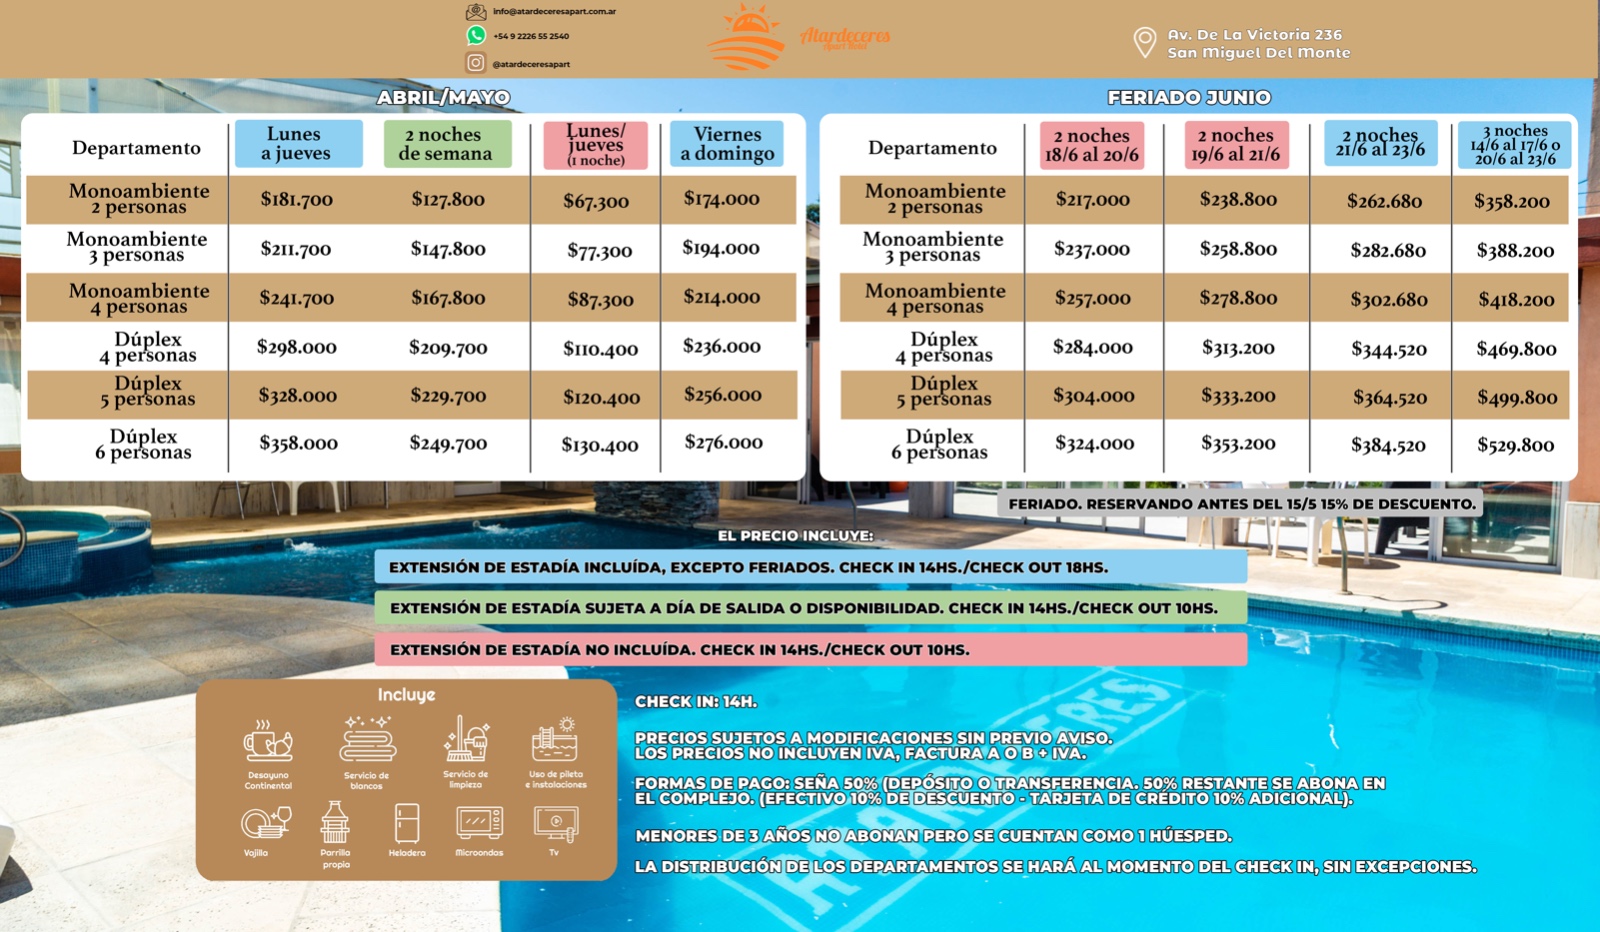 info@atardeceresapart.com.ar
+54 9 2226 55 2540
@atardeceresapart
Atardeceres
Apart Hotel
Av. De La Victoria 236
San Miguel Del Monte
ABRIL/MAYO
Departamento
Lunes
a jueves
2 noches
de semana
Lunes/
jueves
(1 noche)
Viernes
a domingo
Monoambiente
2 personas
$181.700
$127.800
$67.300
$174.000
Monoambiente
3 personas
$211.700
$147.800
$77.300
$194.000
Monoambiente
4 personas
$241.700
$167.800
$87.300
$214.000
Dúplex
4 personas
$298.000
$209.700
$110.400
$236.000
Dúplex
5 personas
$328.000
$229.700
$120.400
$256.000
Dúplex
6 personas
$358.000
$249.700
$130.400
$276.000
FERIADO JUNIO
Departamento
2 noches
18/6 al 20/6
2 noches
19/6 al 21/6
2 noches
21/6 al 23/6
3 noches
14/6 al 17/6 o
20/6 al 23/6
Monoambiente
2 personas
$217.000
$238.800
$262.680
$358.200
Monoambiente
3 personas
$237.000
$258.800
$282.680
$388.200
Monoambiente
4 personas
$257.000
$278.800
$302.680
$418.200
Dúplex
4 personas
$284.000
$313.200
$344.520
$469.800
Dúplex
5 personas
$304.000
$333.200
$364.520
$499.800
Dúplex
6 personas
$324.000
$353.200
$384.520
$529.800
FERIADO. RESERVANDO ANTES DEL 15/5 15% DE DESCUENTO.
EL PRECIO INCLUYE:
EXTENSIÓN DE ESTADÍA INCLUÍDA, EXCEPTO FERIADOS. CHECK IN 14HS./CHECK OUT 18HS.
EXTENSIÓN DE ESTADÍA SUJETA A DÍA DE SALIDA O DISPONIBILIDAD. CHECK IN 14HS./CHECK OUT 10HS.
EXTENSIÓN DE ESTADÍA NO INCLUÍDA. CHECK IN 14HS./CHECK OUT 10HS.
Incluye
Desayuno
Continental
Servicio de
blancos
Servicio de
limpieza
Uso de pileta
e instalaciones
Vajilla
Parrilla
propia
Heladera
Microondas
Tv
CHECK IN: 14H.
PRECIOS SUJETOS A MODIFICACIONES SIN PREVIO AVISO.
LOS PRECIOS NO INCLUYEN IVA, FACTURA A O B + IVA.
FORMAS DE PAGO: SEÑA 50% (DEPÓSITO O TRANSFERENCIA. 50% RESTANTE SE ABONA EN
EL COMPLEJO. (EFECTIVO 10% DE DESCUENTO - TARJETA DE CRÉDITO 10% ADICIONAL).
MENORES DE 3 AÑOS NO ABONAN PERO SE CUENTAN COMO 1 HÚESPED.
LA DISTRIBUCIÓN DE LOS DEPARTAMENTOS SE HARÁ AL MOMENTO DEL CHECK IN, SIN EXCEPCIONES.
ATARDECERES